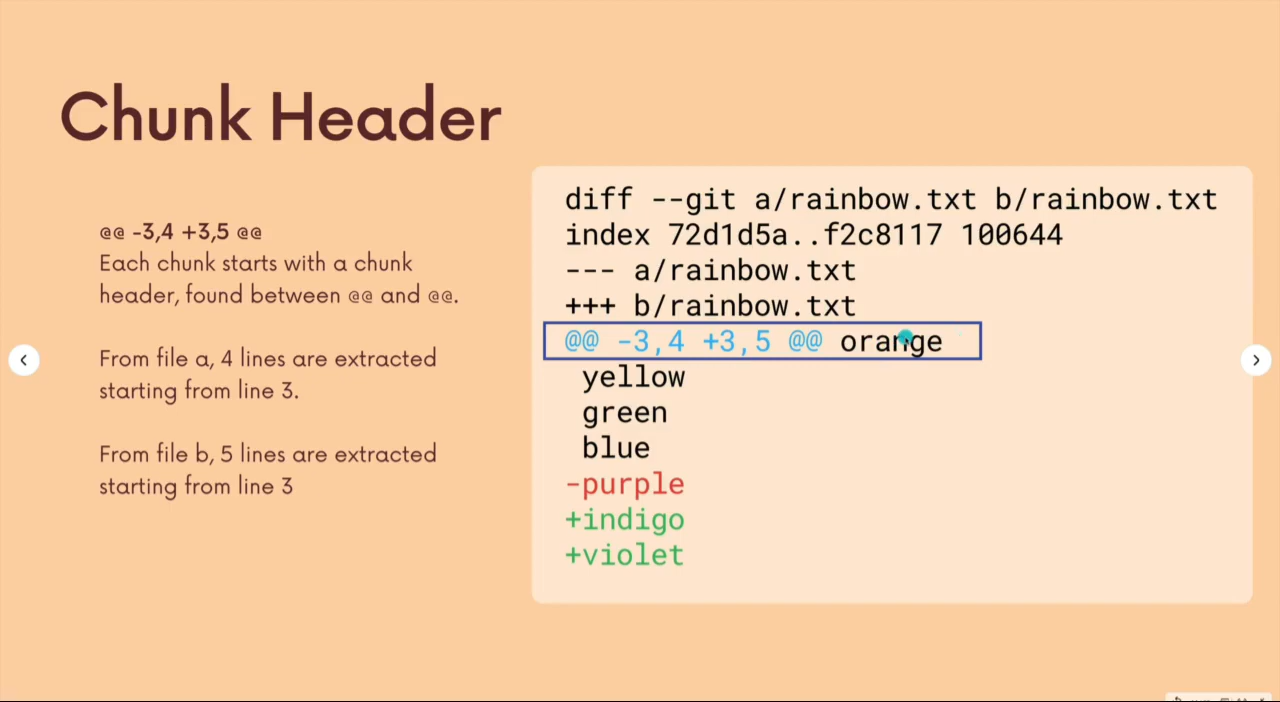 Chunk Header
@@ -3,4 +3,5 @@
Each chunk starts with a chunk
header, found between @@ and @@.
From file a, 4 lines are extracted
starting from line 3.
From file b, 5 lines are extracted
starting from line 3
diff --git a/rainbow.txt b/rainbow.txt
index 72d1d5a..f2c8117 100644
--- a/rainbow.txt
+++ b/rainbow.txt
@@ -3,4 +3,5 @@ orange
 yellow
 green
 blue
-purple
+indigo
+violet